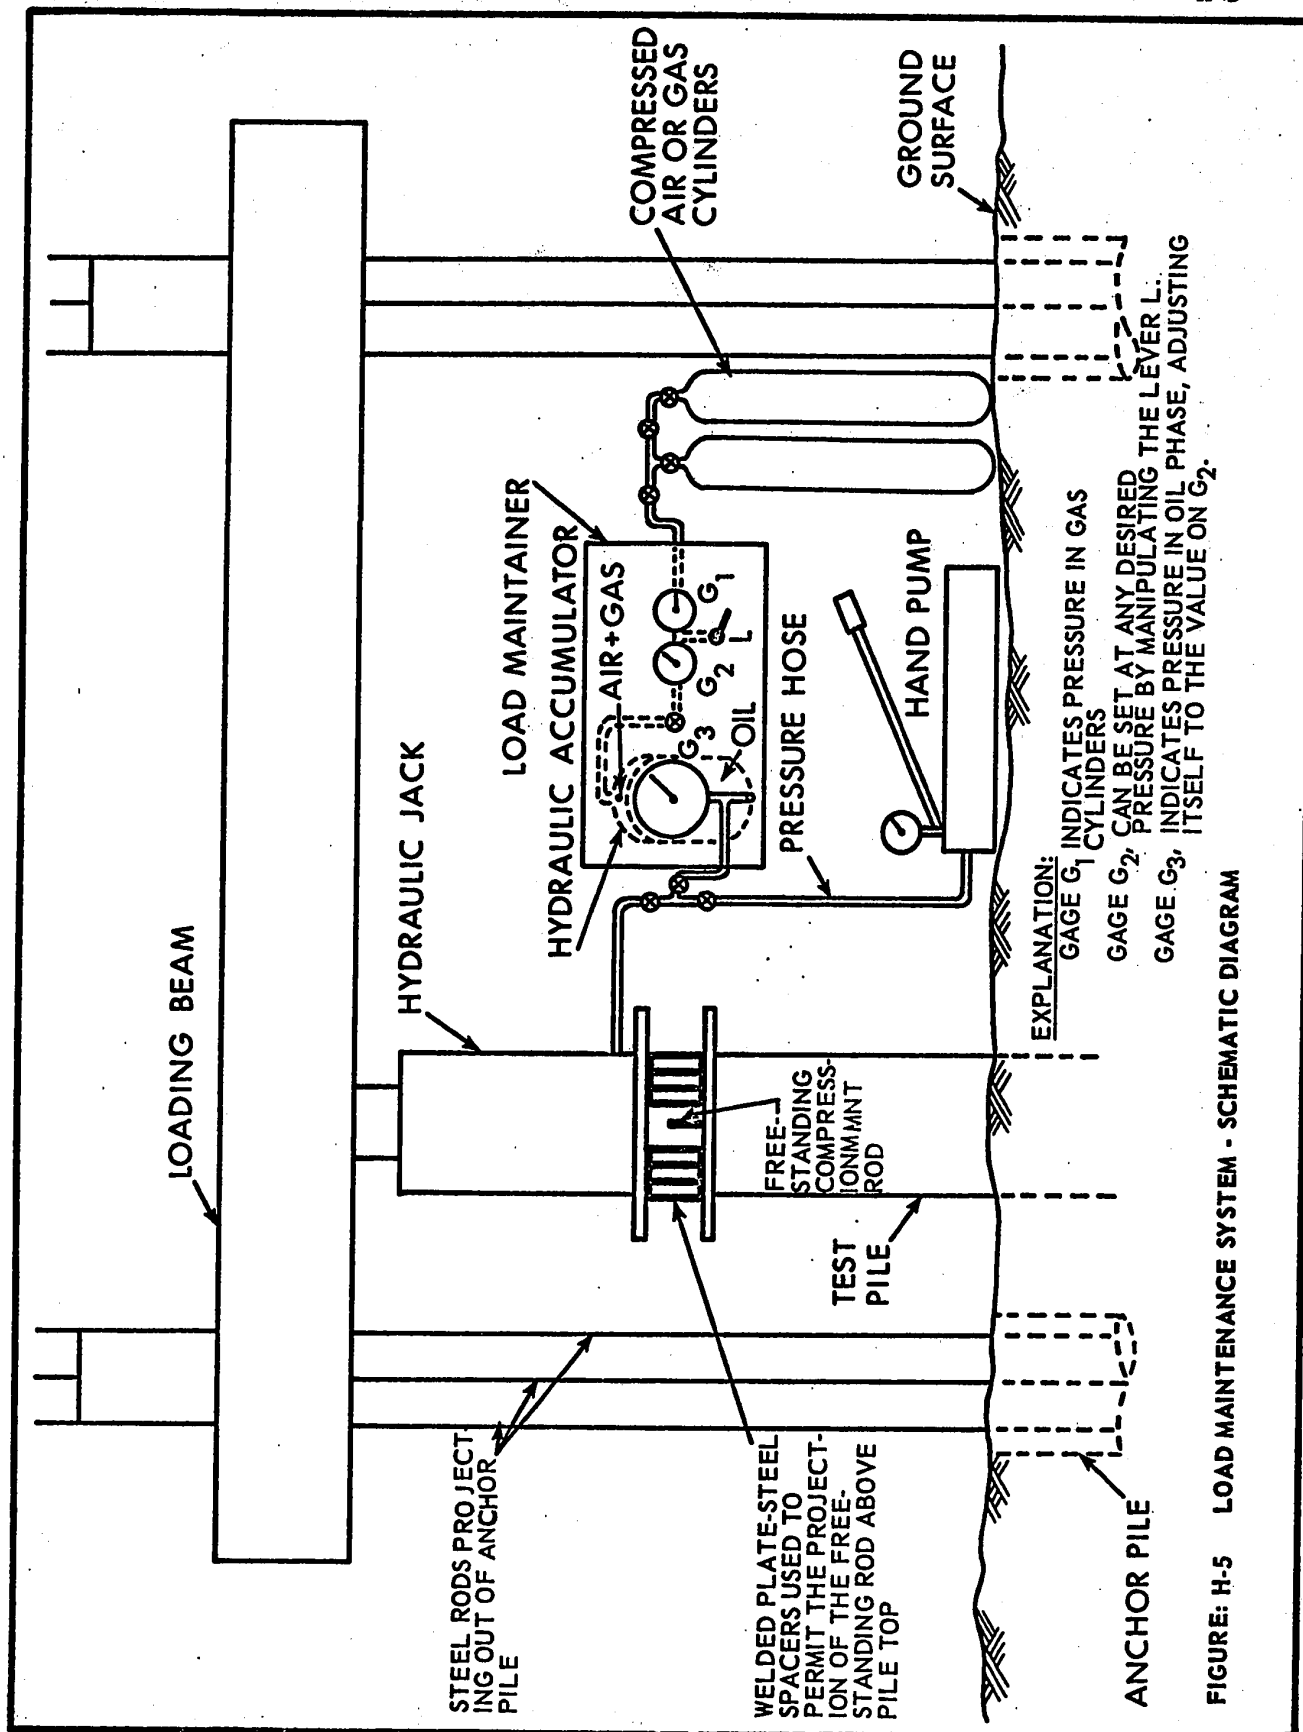 LOADING BEAM
HYDRAULIC JACK
LOAD MAINTAINER
HYDRAULIC ACCUMULATOR
AIR+GAS
G1
G2
L
G3
OIL
COMPRESSED
AIR OR GAS
CYLINDERS
STEEL RODS PROJECT-
ING OUT OF ANCHOR
PILE
WELDED PLATE-STEEL
SPACERS USED TO
PERMIT THE PROJECT-
ION OF THE FREE-
STANDING ROD ABOVE
PILE TOP
FREE--
STANDING
COMPRESS-
IONMMNT
ROD
TEST
PILE
PRESSURE HOSE
HAND PUMP
GROUND
SURFACE
ANCHOR PILE
EXPLANATION:
GAGE G1 INDICATES PRESSURE IN GAS
CYLINDERS
GAGE G2, CAN BE SET AT ANY DESIRED
PRESSURE BY MANIPULATING THE LEVER L..
GAGE.G3, INDICATES PRESSURE IN OIL PHASE, ADJUSTING
ITSELF TO THE VALUE ON G2.
FIGURE: H-5 LOAD MAINTENANCE SYSTEM - SCHEMATIC DIAGRAM